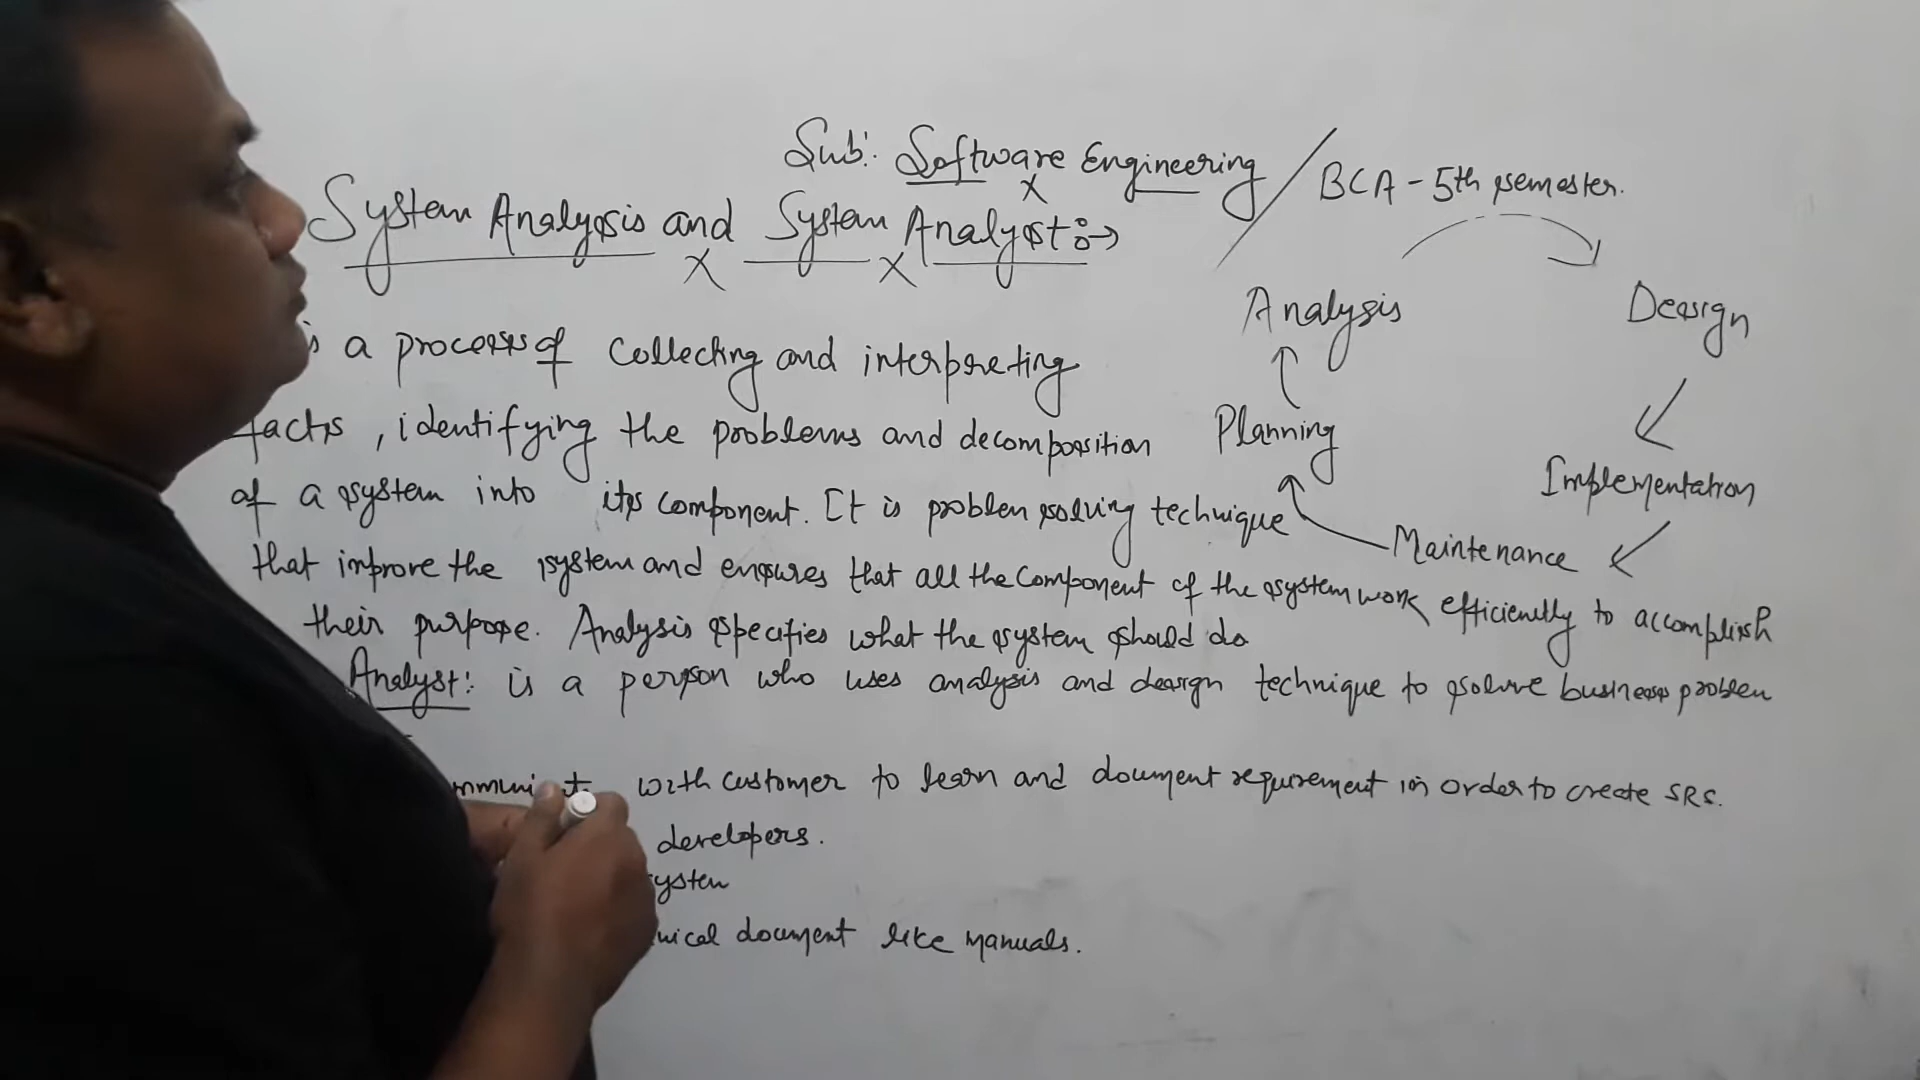 Sub: Software Engineering / BCA - 5th semester.
System Analysis and System Analyst :→
is a process of collecting and interpreting
facts, identifying the problems and decomposition
of a system into its component. It is problem solving technique
that improve the system and ensures that all the component of the system work efficiently to accomplish
their purpose. Analysis specifies what the system should do
Analyst: is a person who uses analysis and design technique to solve business problem
with customer to learn and document requirement in order to create SRS.
developers.
system
document like manuals.
Analysis
Design
Planning
Implementation
Maintenance